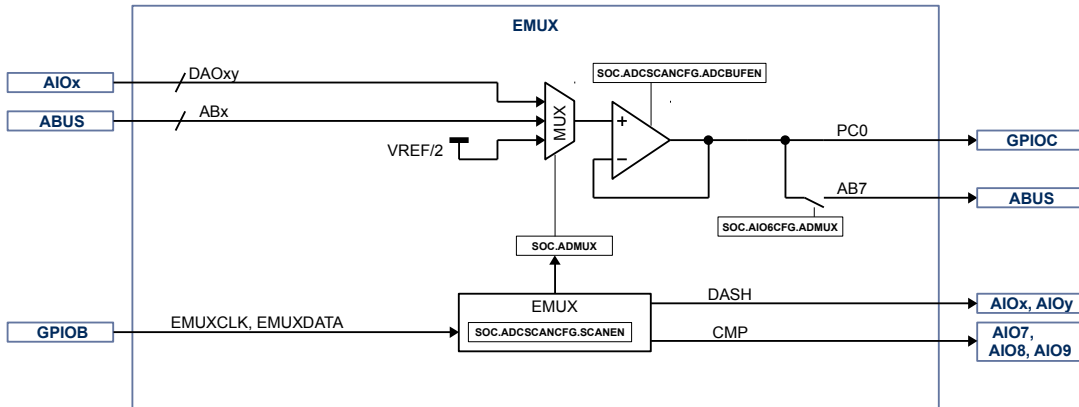 EMUX
SOC.ADCSCANCFG.ADCBUFEN
AIOx
DAOxy
ABUS
ABx
MUX
+
−
VREF/2
PC0
GPIOC
AB7
ABUS
SOC.AIO6CFG.ADMUX
SOC.ADMUX
EMUX
SOC.ADCSCANCFG.SCANEN
GPIOB
EMUXCLK, EMUXDATA
DASH
AIOx, AIOy
CMP
AIO7,
AIO8, AIO9